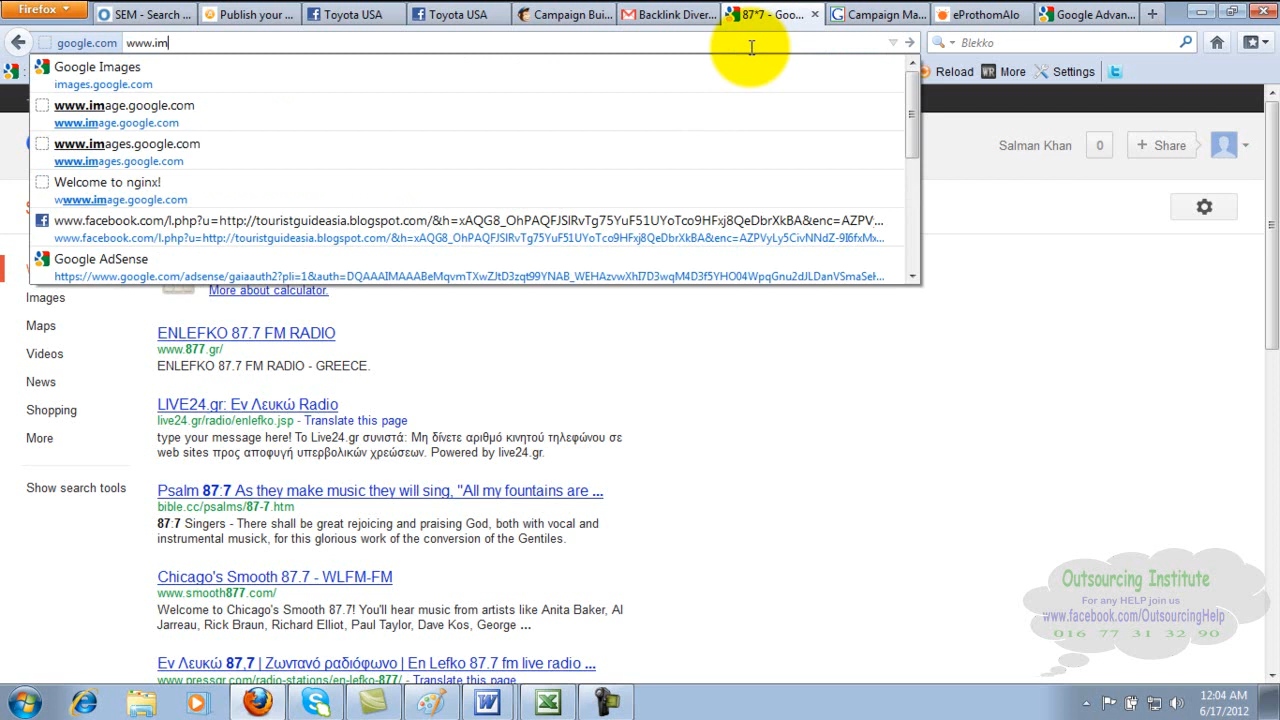 Firefox
SEM - Search ...
Publish your ...
Toyota USA
Toyota USA
Campaign Bui...
Backlink Diver...
87*7 - Goo...
Campaign Ma...
eProthomAlo
Google Advan...
google.com
www.im
Blekko
Reload
WR More
Settings
Google Images
images.google.com
www.image.google.com
www.image.google.com
www.images.google.com
www.images.google.com
Welcome to nginx!
wwww.image.google.com
www.facebook.com/l.php?u=http://touristguideasia.blogspot.com/&h=xAQG8_OhPAQFJSlRvTg75YuF51UYoTco9HFxj8QeDbrXkBA&enc=AZPV...
Google AdSense
Salman Khan
0
+ Share
More about calculator.
Images
Maps
Videos
News
Shopping
More
Show search tools
ENLEFKO 87.7 FM RADIO
www.877.gr/
ENLEFKO 87.7 FM RADIO - GREECE.
LIVE24.gr: Εν Λευκώ Radio
live24.gr/radio/enlefko.jsp - Translate this page
type your message here! To Live24.gr συνιστά: Μη δίνετε αριθμό κινητού τηλεφώνου σε
web sites προς αποφυγή υπερβολικών χρεώσεων. Powered by live24.gr.
Psalm 87:7 As they make music they will sing, "All my fountains are ...
bible.cc/psalms/87-7.htm
87:7 Singers - There shall be great rejoicing and praising God, both with vocal and
instrumental musick, for this glorious work of the conversion of the Gentiles.
Chicago's Smooth 87.7 - WLFM-FM
www.smooth877.com/
Welcome to Chicago's Smooth 87.7! You'll hear music from artists like Anita Baker, Al
Jarreau, Rick Braun, Richard Elliot, Paul Taylor, Dave Kos, George ...
Εν Λευκώ 87,7 | Ζωντανό ραδιόφωνο | En Lefko 87.7 fm live radio ...
www.pressgr.com/radio-stations/en-lefko-877/ - Translate this page
Outsourcing Institute
For any HELP join us
www.facebook.com/OutsourcingHelp
016 77 31 32 90
12:04 AM
6/17/2012